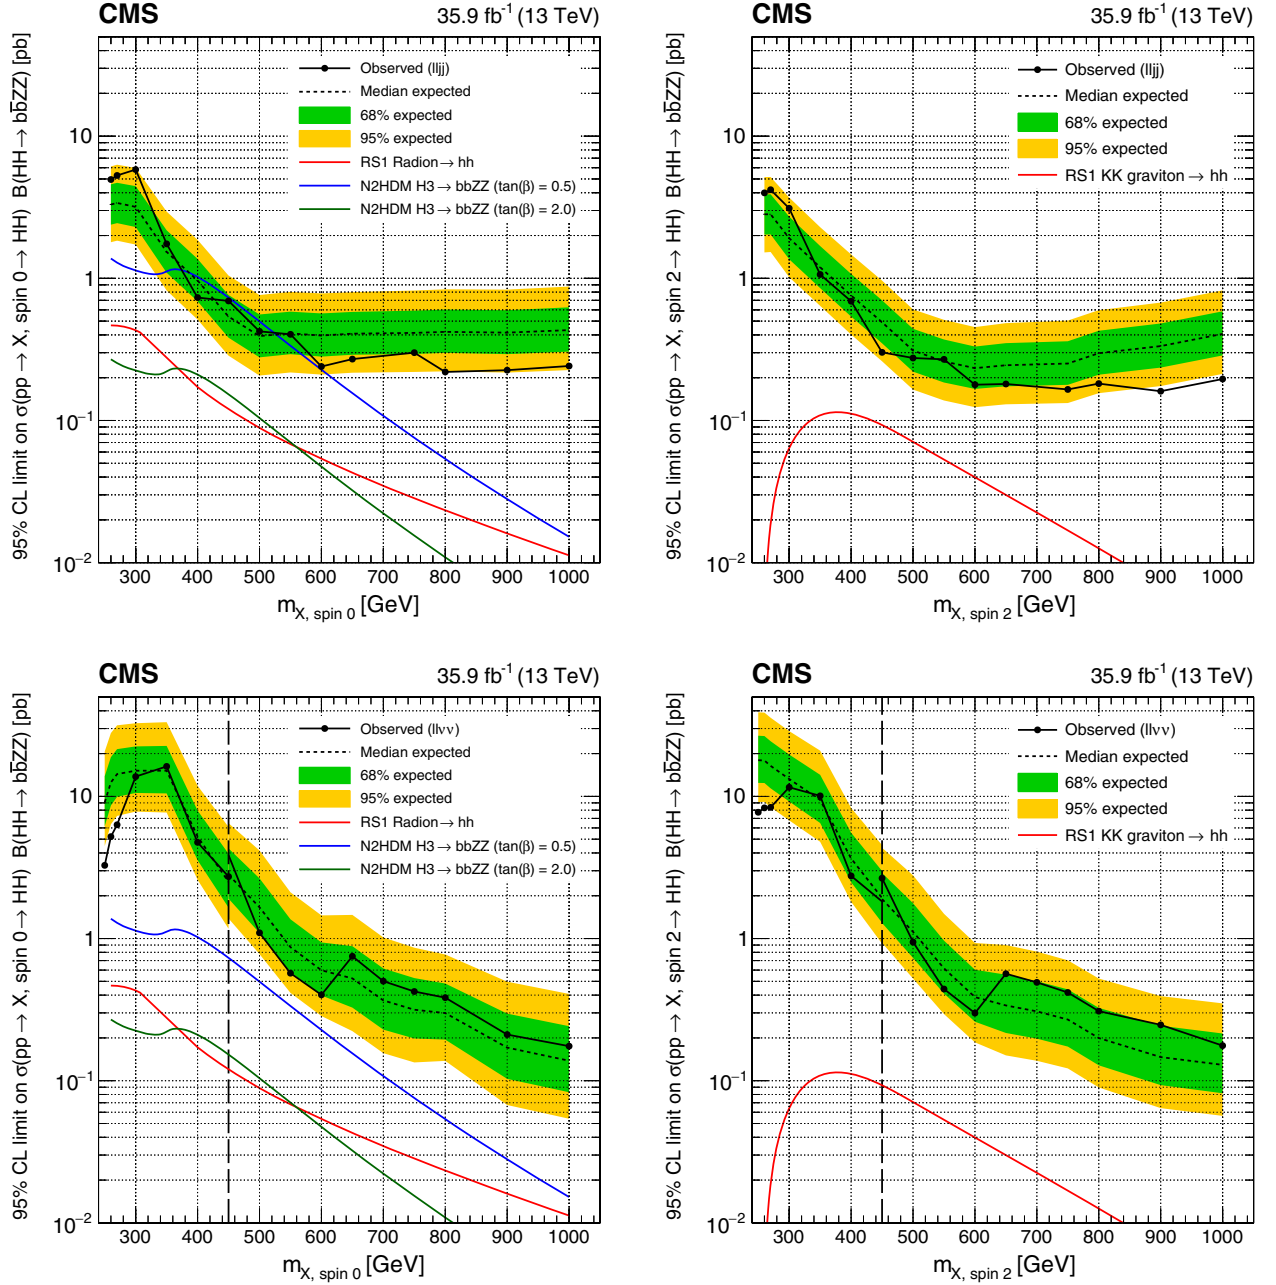 CMS 35.9 fb⁻¹ (13 TeV)
95% CL limit on σ(pp → X, spin 0 → HH) B(HH → bb̄ZZ) [pb]
Observed (lljj)
Median expected
68% expected
95% expected
RS1 Radion → hh
N2HDM H3 → bbZZ (tan(β) = 0.5)
N2HDM H3 → bbZZ (tan(β) = 2.0)
10
1
10⁻¹
10⁻²
300 400 500 600 700 800 900 1000
m_X, spin 0 [GeV]
CMS 35.9 fb⁻¹ (13 TeV)
95% CL limit on σ(pp → X, spin 2 → HH) B(HH → bb̄ZZ) [pb]
Observed (lljj)
Median expected
68% expected
95% expected
RS1 KK graviton → hh
10
1
10⁻¹
10⁻²
300 400 500 600 700 800 900 1000
m_X, spin 2 [GeV]
CMS 35.9 fb⁻¹ (13 TeV)
95% CL limit on σ(pp → X, spin 0 → HH) B(HH → bb̄ZZ) [pb]
Observed (llνν)
Median expected
68% expected
95% expected
RS1 Radion → hh
N2HDM H3 → bbZZ (tan(β) = 0.5)
N2HDM H3 → bbZZ (tan(β) = 2.0)
10
1
10⁻¹
10⁻²
300 400 500 600 700 800 900 1000
m_X, spin 0 [GeV]
CMS 35.9 fb⁻¹ (13 TeV)
95% CL limit on σ(pp → X, spin 2 → HH) B(HH → bb̄ZZ) [pb]
Observed (llνν)
Median expected
68% expected
95% expected
RS1 KK graviton → hh
10
1
10⁻¹
10⁻²
300 400 500 600 700 800 900 1000
m_X, spin 2 [GeV]